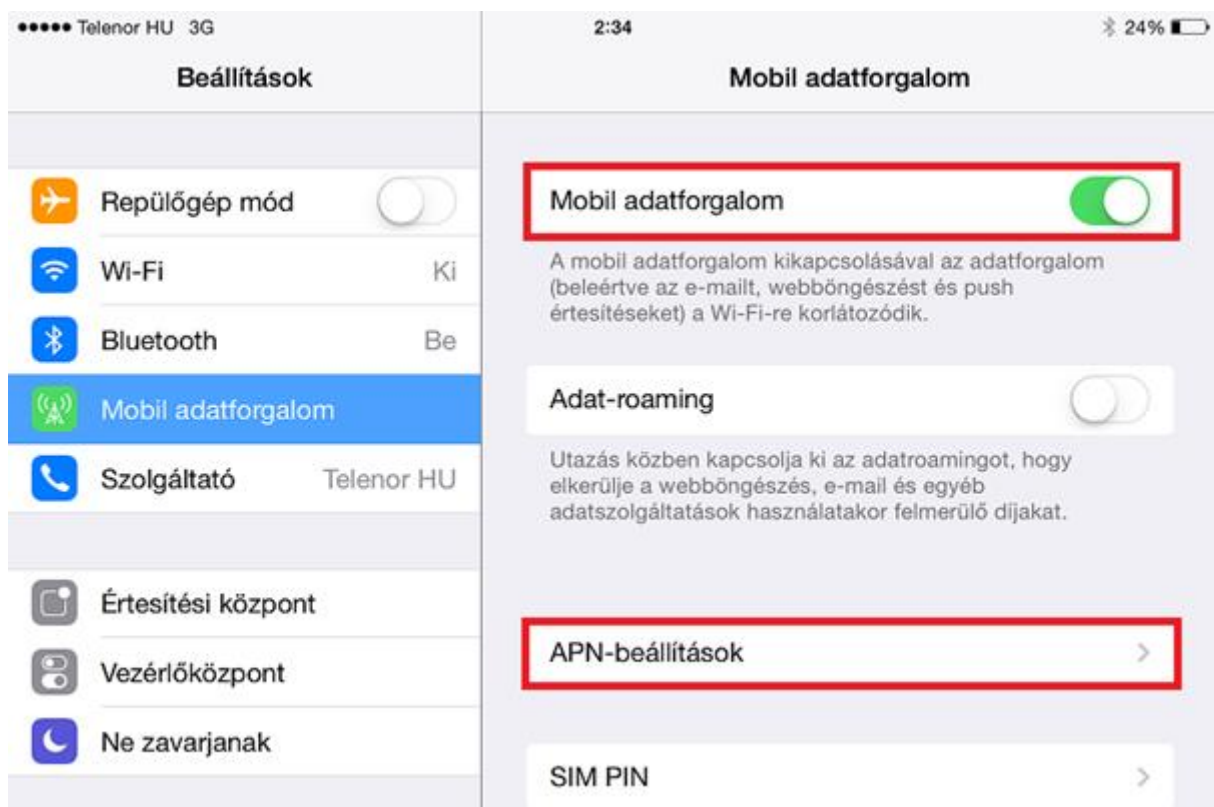 Telenor HU 3G
2:34
24%
Beállítások
Repülőgép mód
Wi-Fi Ki
Bluetooth Be
Mobil adatforgalom
Szolgáltató Telenor HU
Értesítési központ
Vezérlőközpont
Ne zavarjanak
Mobil adatforgalom
Mobil adatforgalom
A mobil adatforgalom kikapcsolásával az adatforgalom
(beleértve az e-mailt, webböngészést és push
értesítéseket) a Wi-Fi-re korlátozódik.
Adat-roaming
Utazás közben kapcsolja ki az adatroamingot, hogy
elkerülje a webböngészés, e-mail és egyéb
adatszolgáltatások használatakor felmerülő díjakat.
APN-beállítások
SIM PIN